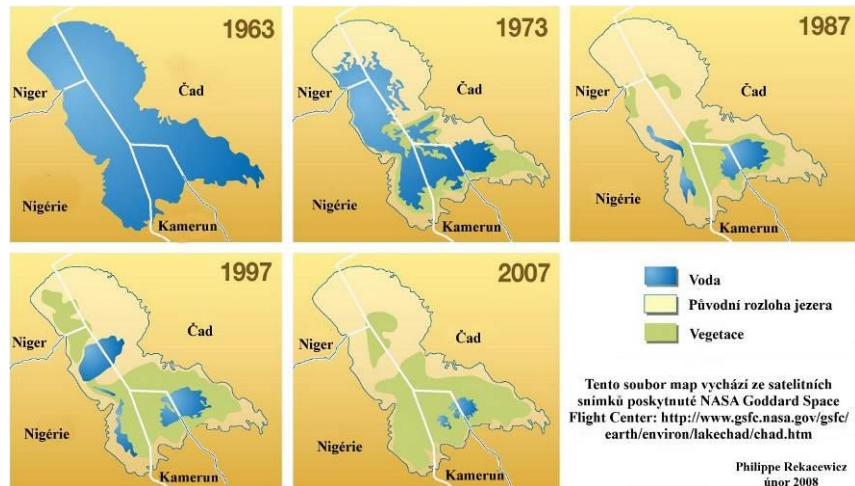 1963
Niger
Čad
Nigérie
Kamerun
1973
Niger
Čad
Nigérie
Kamerun
1987
Niger
Čad
Nigérie
Kamerun
1997
Niger
Čad
Nigérie
Kamerun
2007
Niger
Čad
Nigérie
Kamerun
Voda
Původní rozloha jezera
Vegetace
Tento soubor map vychází ze satelitních
snímků poskytnuté NASA Goddard Space
Flight Center: http://www.gsfc.nasa.gov/gsfc/
earth/environ/lakechad/chad.htm
Philippe Rekacewicz
únor 2008